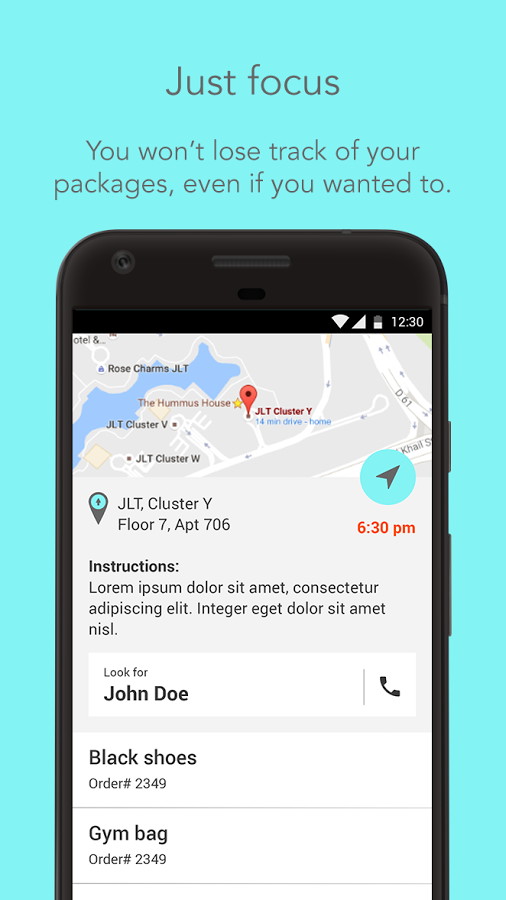 Just focus
You won’t lose track of your
packages, even if you wanted to.
12:30
otel &...
Rose Charms JLT
The Hummus House
JLT Cluster Y
14 min drive - home
D 61
JLT Cluster V
Khail S
JLT Cluster W
JLT, Cluster Y
Floor 7, Apt 706
6:30 pm
Instructions:
Lorem ipsum dolor sit amet, consectetur
adipiscing elit. Integer eget dolor sit amet
nisl.
Look for
John Doe
Black shoes
Order# 2349
Gym bag
Order# 2349